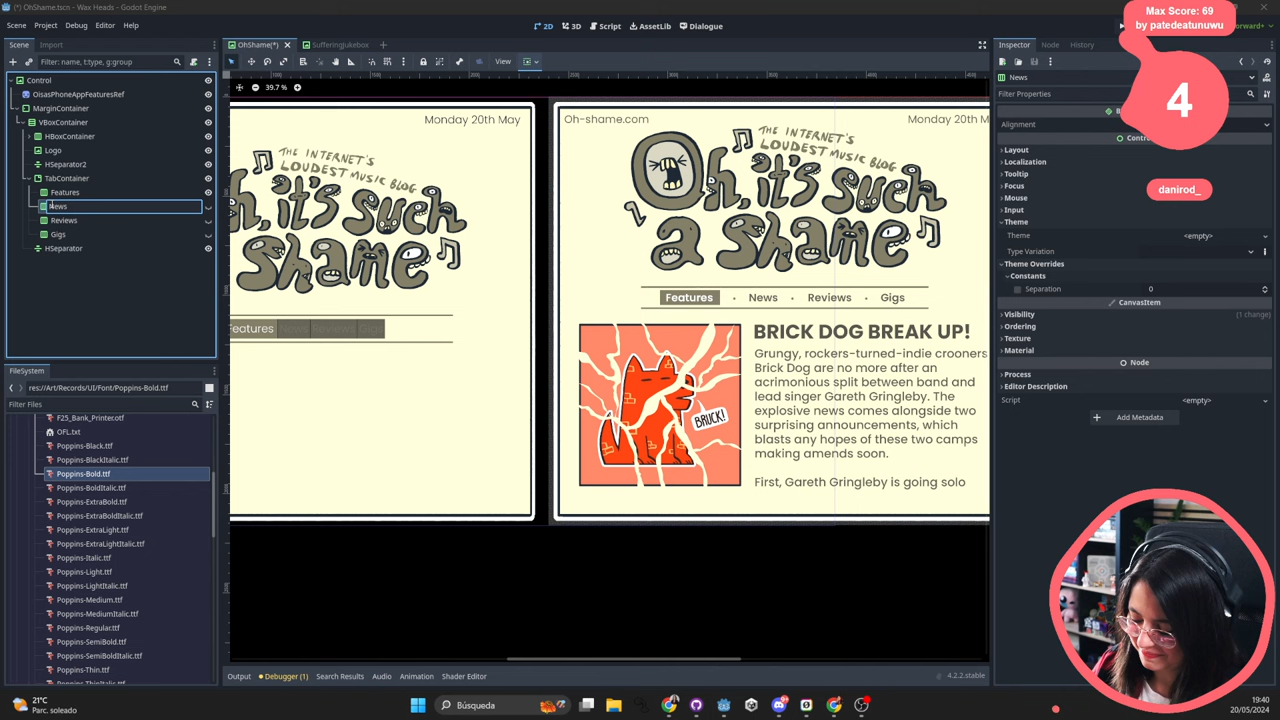 (*) OhShame.tscn - Wax Heads - Godot Engine
Scene Project Debug Editor Help
2D 3D Script AssetLib Dialogue
Forward+
Max Score: 69
by patedeatunuwu
4
danirod_
Scene Import
Filter: name, t:type, g:group
Control
OisasPhoneAppFeaturesRef
MarginContainer
VBoxContainer
HBoxContainer
Logo
HSeparator2
TabContainer
Features
News
Reviews
Gigs
HSeparator
FileSystem
res://Art/Records/UI/Font/Poppins-Bold.ttf
Filter Files
F25_Bank_Printer.otf
OFL.txt
Poppins-Black.ttf
Poppins-BlackItalic.ttf
Poppins-Bold.ttf
Poppins-BoldItalic.ttf
Poppins-ExtraBold.ttf
Poppins-ExtraBoldItalic.ttf
Poppins-ExtraLight.ttf
Poppins-ExtraLightItalic.ttf
Poppins-Italic.ttf
Poppins-Light.ttf
Poppins-LightItalic.ttf
Poppins-Medium.ttf
Poppins-MediumItalic.ttf
Poppins-Regular.ttf
Poppins-SemiBold.ttf
Poppins-SemiBoldItalic.ttf
Poppins-Thin.ttf
Poppins-ThinItalic.ttf
OhShame(*) SufferingJukebox
View
39.7 %
Monday 20th May
THE INTERNET'S
LOUDEST MUSIC BLOG
h, it's such
Shame
Features News Reviews Gigs
Oh-shame.com Monday 20th M
THE INTERNET'S
LOUDEST MUSIC BLOG
Oh, it's such
a Shame
Features · News · Reviews · Gigs
BRUCK!
BRICK DOG BREAK UP!
Grungy, rockers-turned-indie crooners
Brick Dog are no more after an
acrimonious split between band and
lead singer Gareth Gringleby. The
explosive news comes alongside two
surprising announcements, which
blasts any hopes of these two camps
making amends soon.
First, Gareth Gringleby is going solo
Output Debugger (1) Search Results Audio Animation Shader Editor
4.2.2.stable
Inspector Node History
News
Filter Properties
Alignment
Layout
Localization
Tooltip
Focus
Mouse
Input
Theme
Theme <empty>
Type Variation
Theme Overrides
Constants
Separation 0
CanvasItem
Visibility (1 change)
Ordering
Texture
Material
Node
Process
Editor Description
Script <empty>
Add Metadata
21°C
Parc. soleado
Búsqueda
19:40
20/05/2024